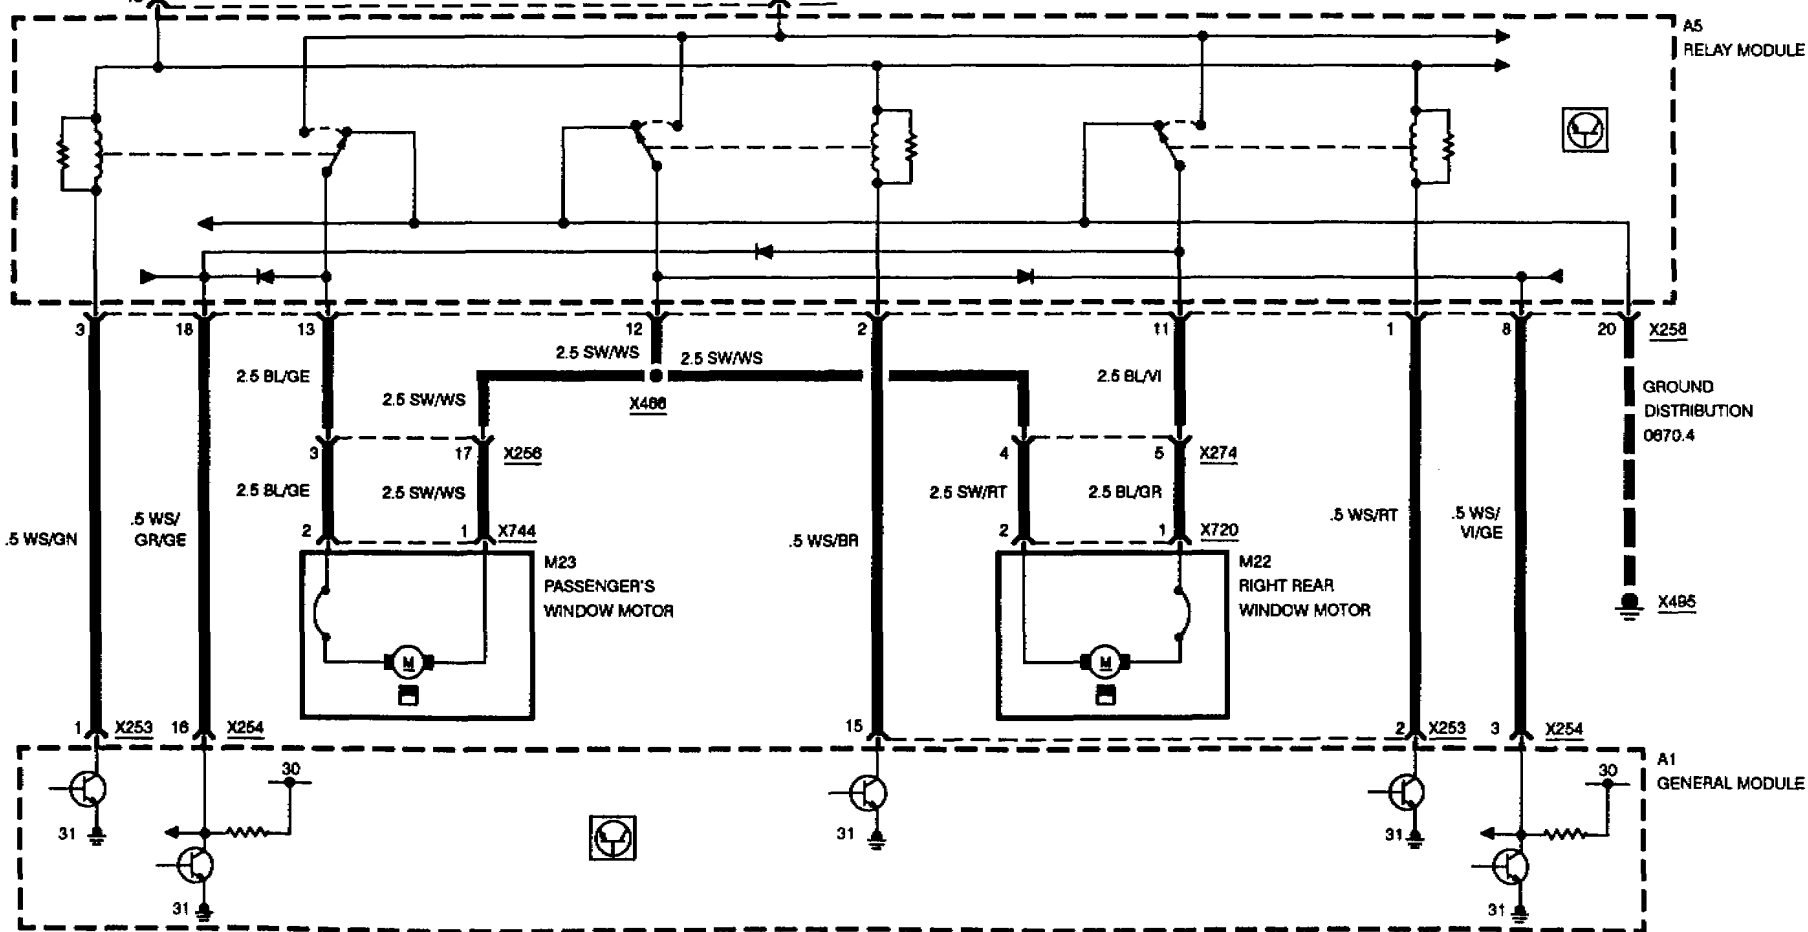 A5
RELAY MODULE
3 18 13 12 2 11 1 8 20 X258
2.5 SW/WS 2.5 SW/WS
2.5 BL/GE 2.5 BL/VI
2.5 SW/WS X466
GROUND
DISTRIBUTION
0670.4
3 17 X256 4 5 X274
2.5 BL/GE 2.5 SW/WS 2.5 SW/RT 2.5 BL/GR
.5 WS/GN
.5 WS/
GR/GE
.5 WS/BR
.5 WS/RT
.5 WS/
VI/GE
2 1 X744 2 1 X720
M23
PASSENGER'S
WINDOW MOTOR
M22
RIGHT REAR
WINDOW MOTOR
X495
M M
1 X253 16 X254 15 2 X253 3 X254
A1
GENERAL MODULE
30 30
31 31 31
31 31